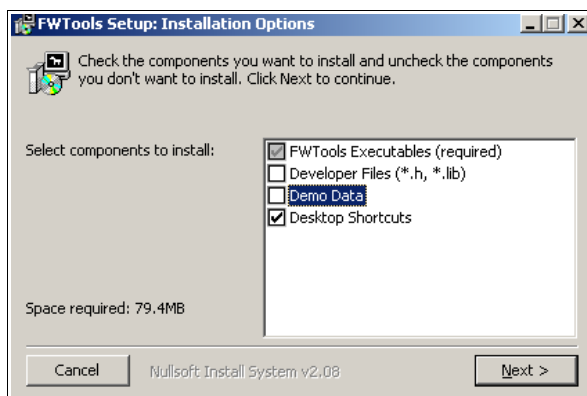 FWTools Setup: Installation Options
Check the components you want to install and uncheck the components
you don't want to install. Click Next to continue.
Select components to install:
FWTools Executables (required)
Developer Files (*.h, *.lib)
Demo Data
Desktop Shortcuts
Space required: 79.4MB
Cancel
Nullsoft Install System v2.08
Next >